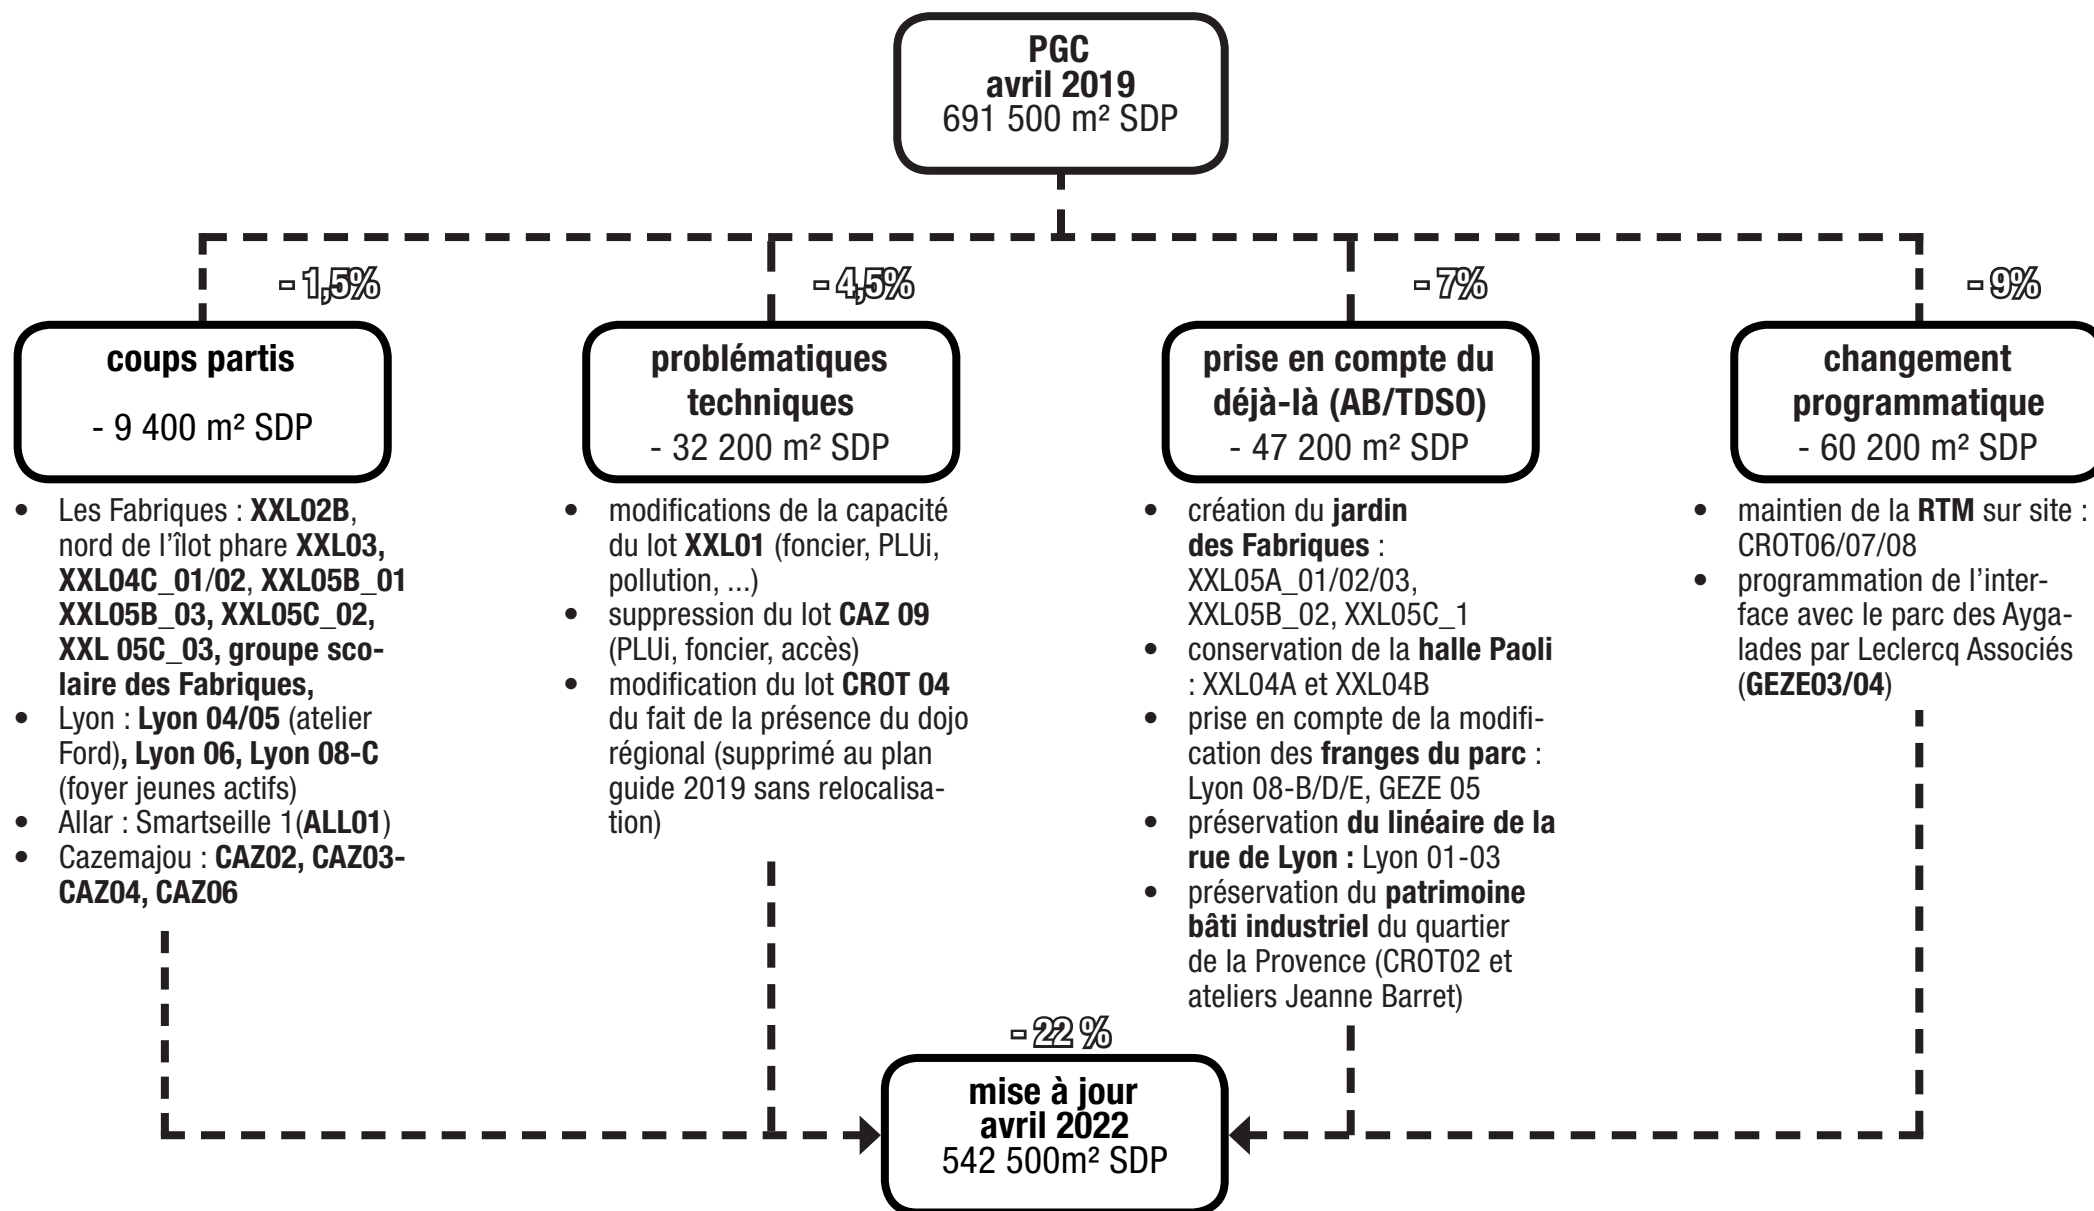 PGC
avril 2019
691 500 m² SDP
- 1,5%
coups partis
- 9 400 m² SDP
• Les Fabriques : XXL02B,
nord de l’îlot phare XXL03,
XXL04C_01/02, XXL05B_01
XXL05B_03, XXL05C_02,
XXL 05C_03, groupe sco-
laire des Fabriques,
• Lyon : Lyon 04/05 (atelier
Ford), Lyon 06, Lyon 08-C
(foyer jeunes actifs)
• Allar : Smartseille 1(ALL01)
• Cazemajou : CAZ02, CAZ03-
CAZ04, CAZ06
- 4,5%
problématiques
techniques
- 32 200 m² SDP
• modifications de la capacité
du lot XXL01 (foncier, PLUi,
pollution, ...)
• suppression du lot CAZ 09
(PLUi, foncier, accès)
• modification du lot CROT 04
du fait de la présence du dojo
régional (supprimé au plan
guide 2019 sans relocalisa-
tion)
- 7%
prise en compte du
déjà-là (AB/TDSO)
- 47 200 m² SDP
• création du jardin
des Fabriques :
XXL05A_01/02/03,
XXL05B_02, XXL05C_1
• conservation de la halle Paoli
: XXL04A et XXL04B
• prise en compte de la modifi-
cation des franges du parc :
Lyon 08-B/D/E, GEZE 05
• préservation du linéaire de la
rue de Lyon : Lyon 01-03
• préservation du patrimoine
bâti industriel du quartier
de la Provence (CROT02 et
ateliers Jeanne Barret)
- 9%
changement
programmatique
- 60 200 m² SDP
• maintien de la RTM sur site :
CROT06/07/08
• programmation de l’inter-
face avec le parc des Ayga-
lades par Leclercq Associés
(GEZE03/04)
- 22 %
mise à jour
avril 2022
542 500m² SDP